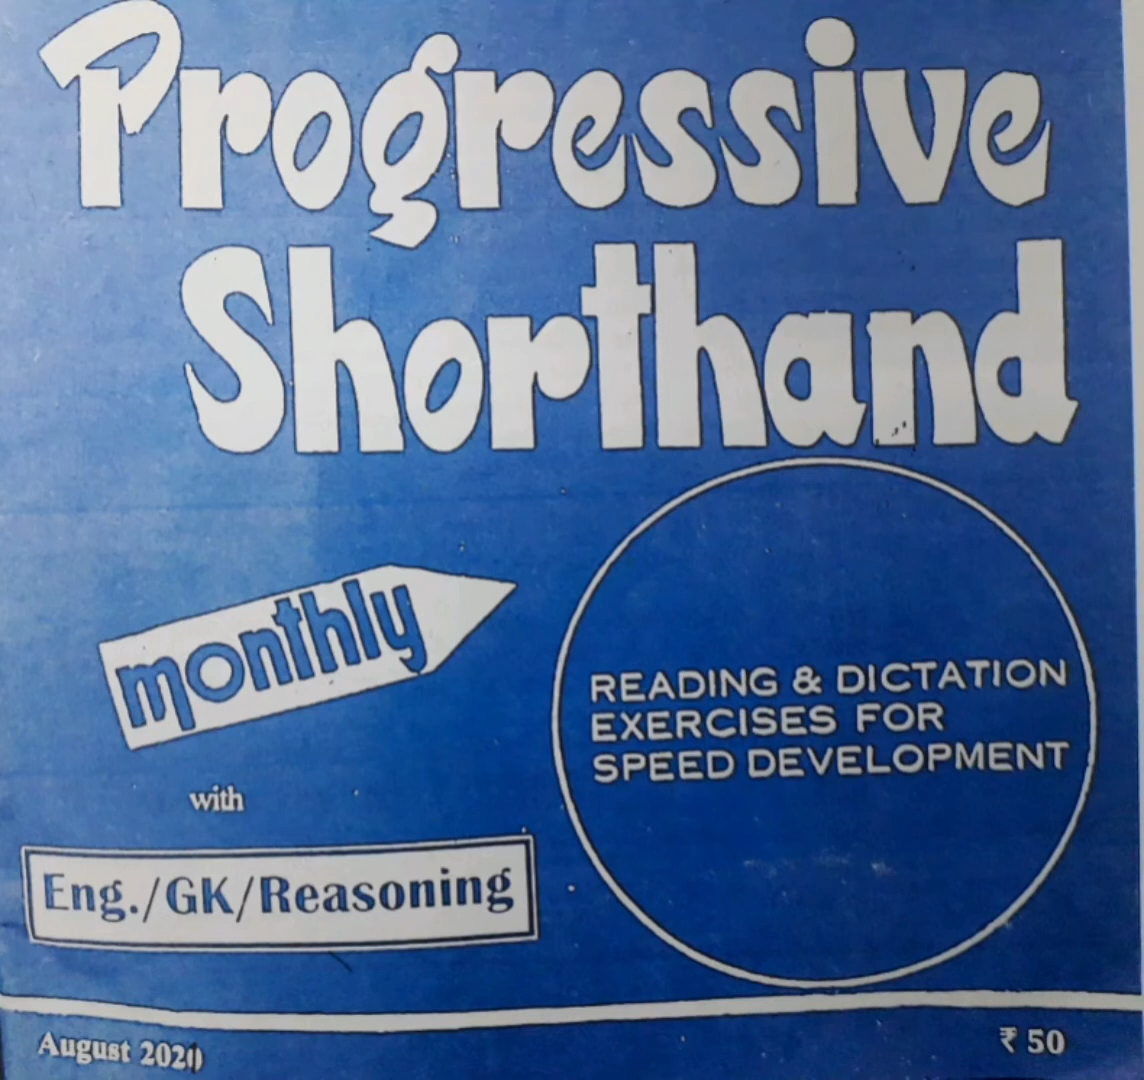 Progressive
Shorthand
monthly
READING & DICTATION
EXERCISES FOR
SPEED DEVELOPMENT
with
Eng./GK/Reasoning
August 2020
₹ 50